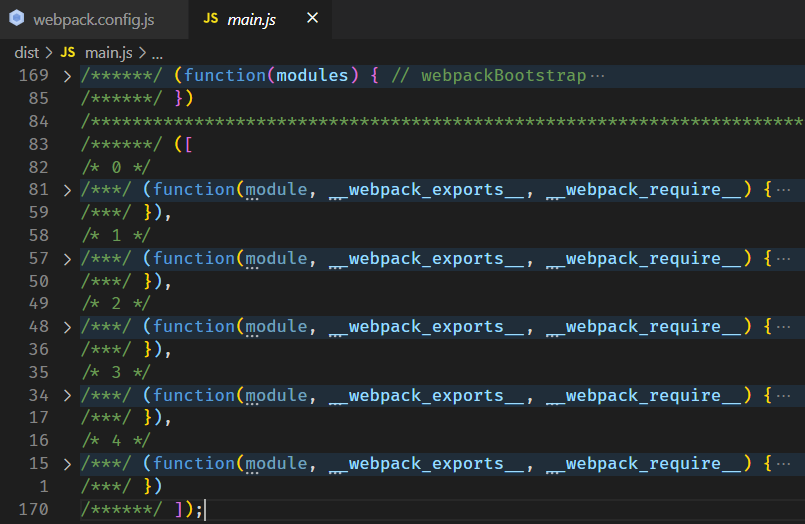 webpack.config.js JS main.js ×
dist > JS main.js > ...
169 > /******/ (function(modules) { // webpackBootstrap ...
85 /******/ })
84 /************************************************************************
83 /******/ ([
82 /* 0 */
81 > /***/ (function(module, __webpack_exports__, __webpack_require__) { ...
59 /***/ }),
58 /* 1 */
57 > /***/ (function(module, __webpack_exports__, __webpack_require__) { ...
50 /***/ }),
49 /* 2 */
48 > /***/ (function(module, __webpack_exports__, __webpack_require__) { ...
36 /***/ }),
35 /* 3 */
34 > /***/ (function(module, __webpack_exports__, __webpack_require__) { ...
17 /***/ }),
16 /* 4 */
15 > /***/ (function(module, __webpack_exports__, __webpack_require__) { ...
1 /***/ })
170 /******/ ]);